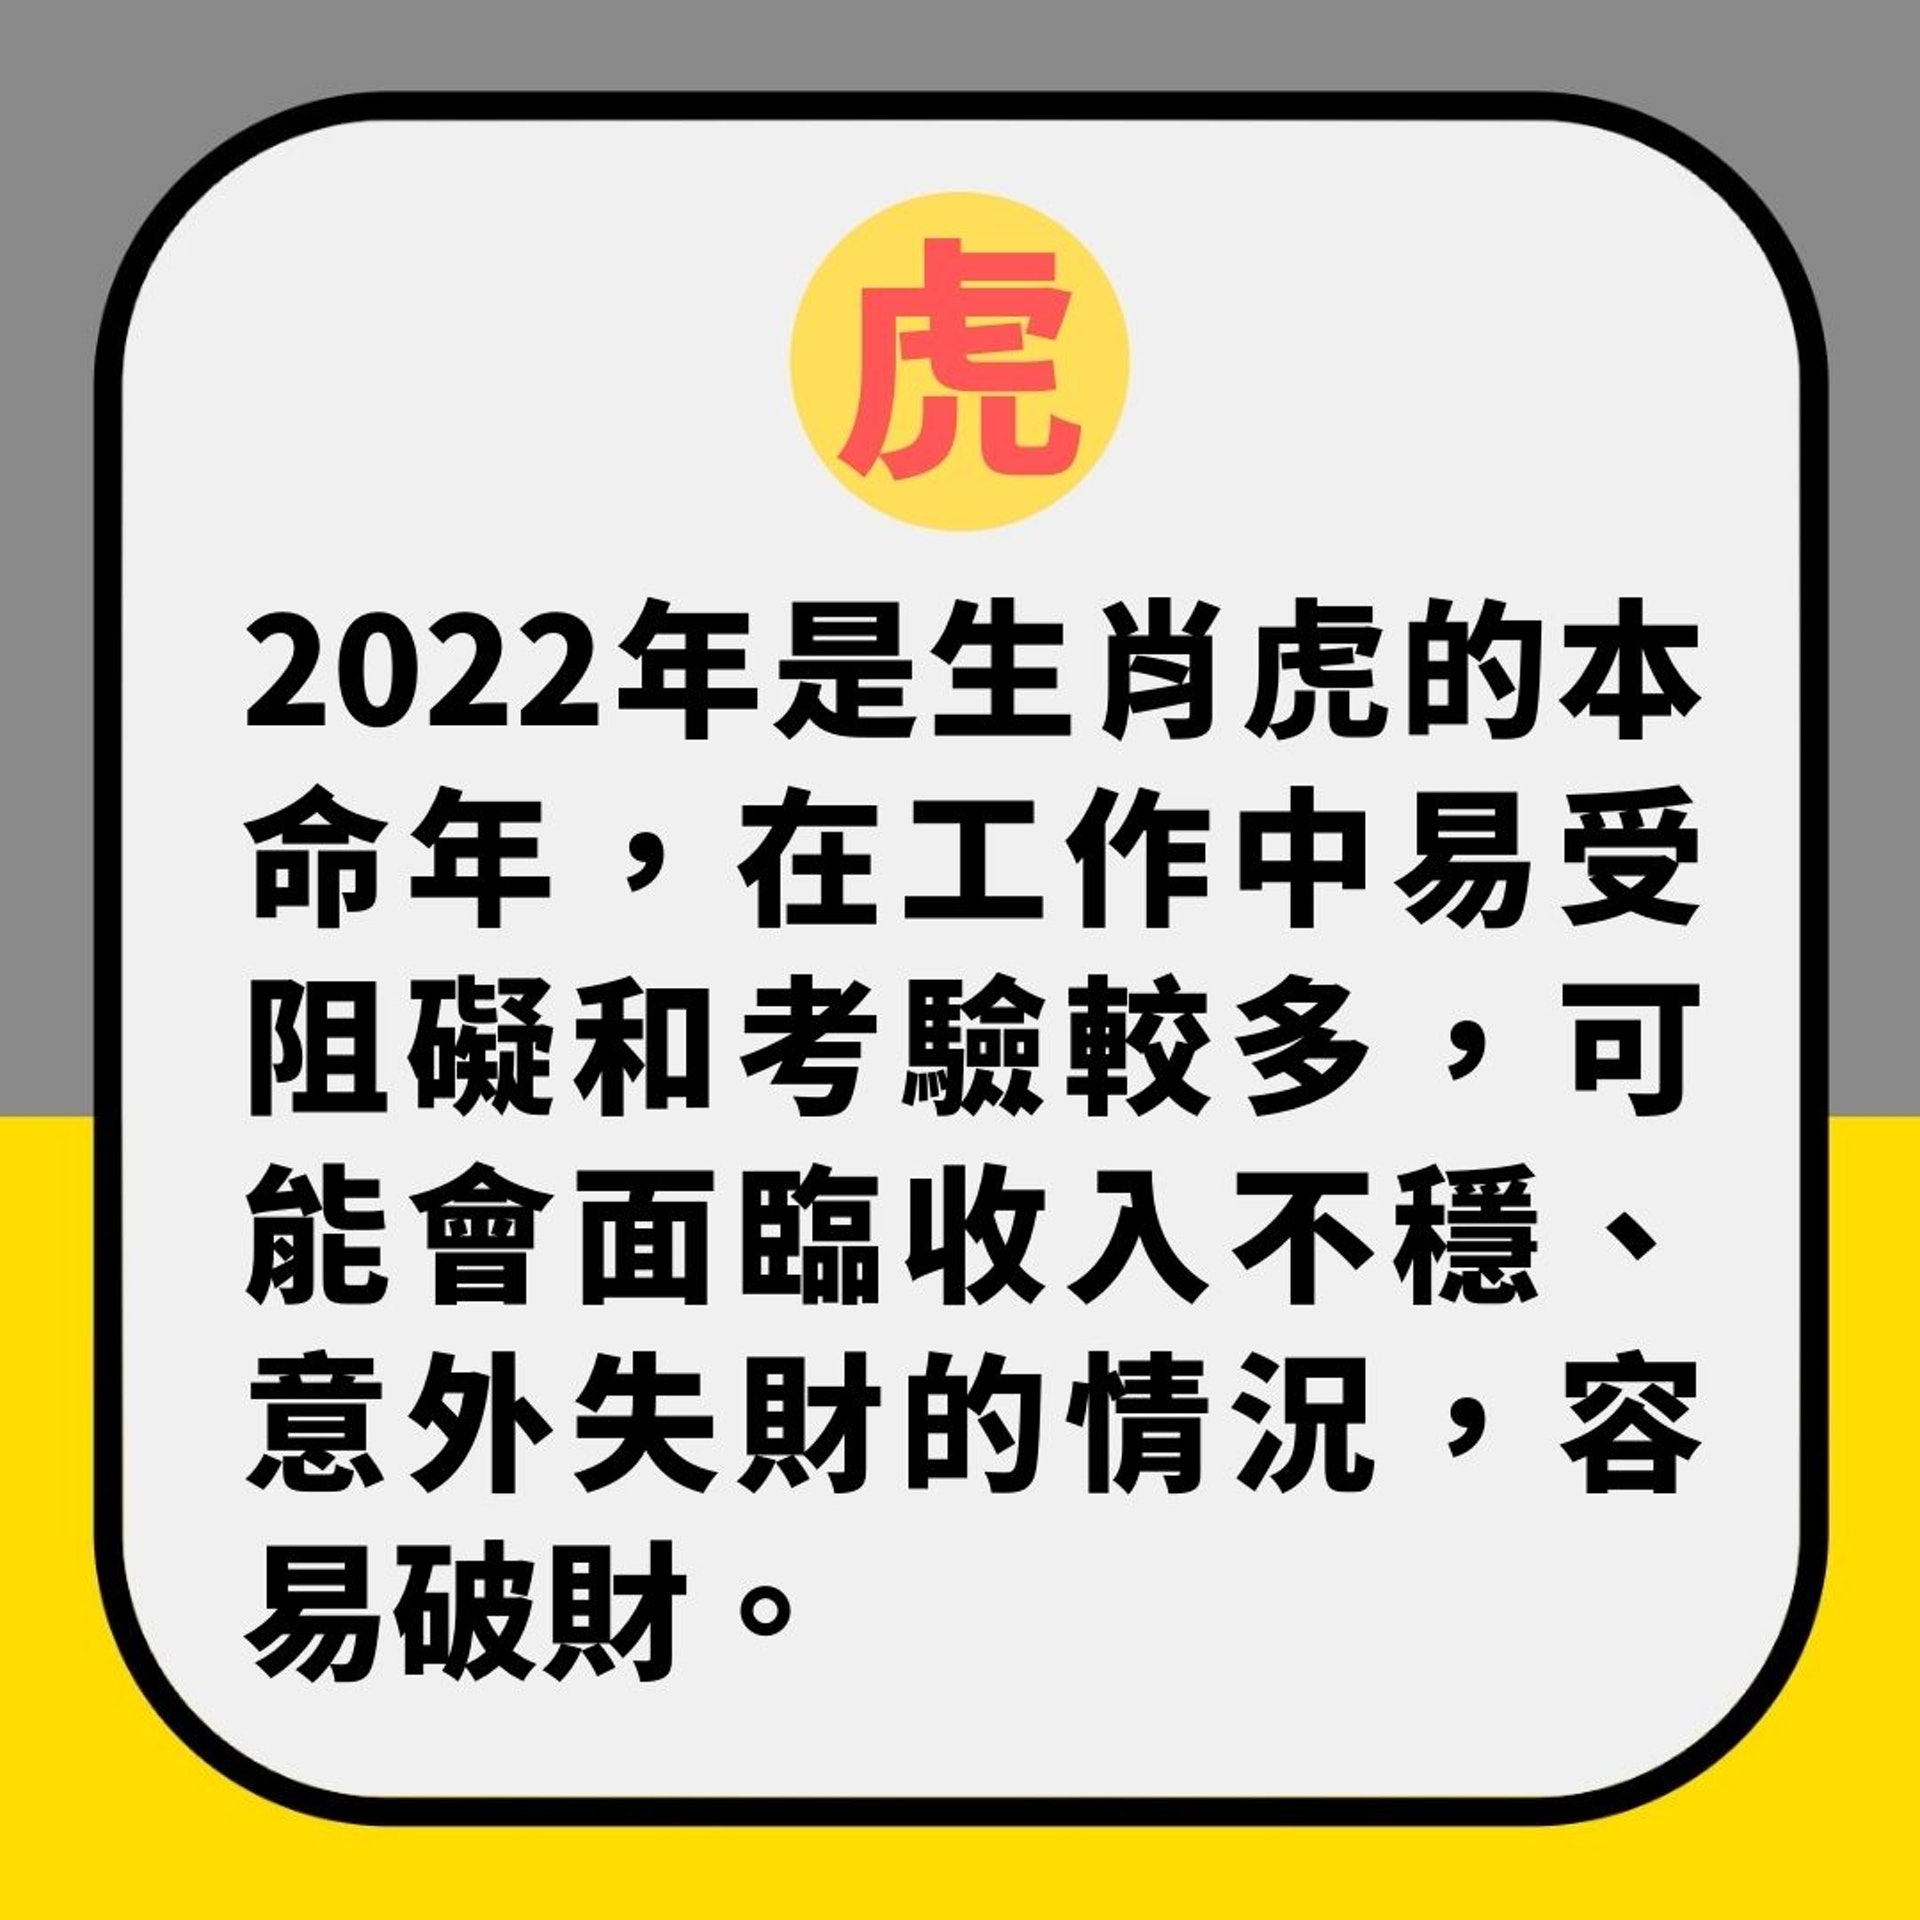 虎
2022年是生肖虎的本
命年，在工作中易受
阻礙和考驗較多，可
能會面臨收入不穩、
意外失財的情況，容
易破財。